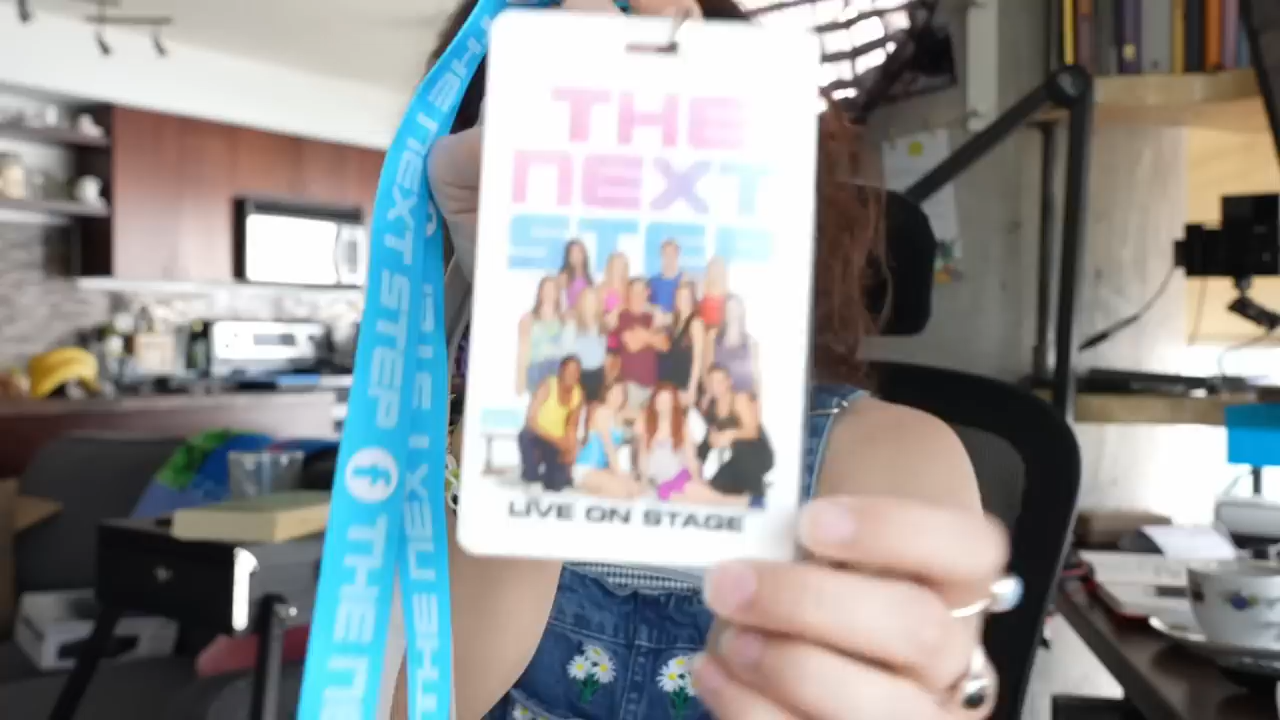 THE
NEXT
STEP
LIVE ON STAGE
THE NEXT STEP
THE NEXT STEP